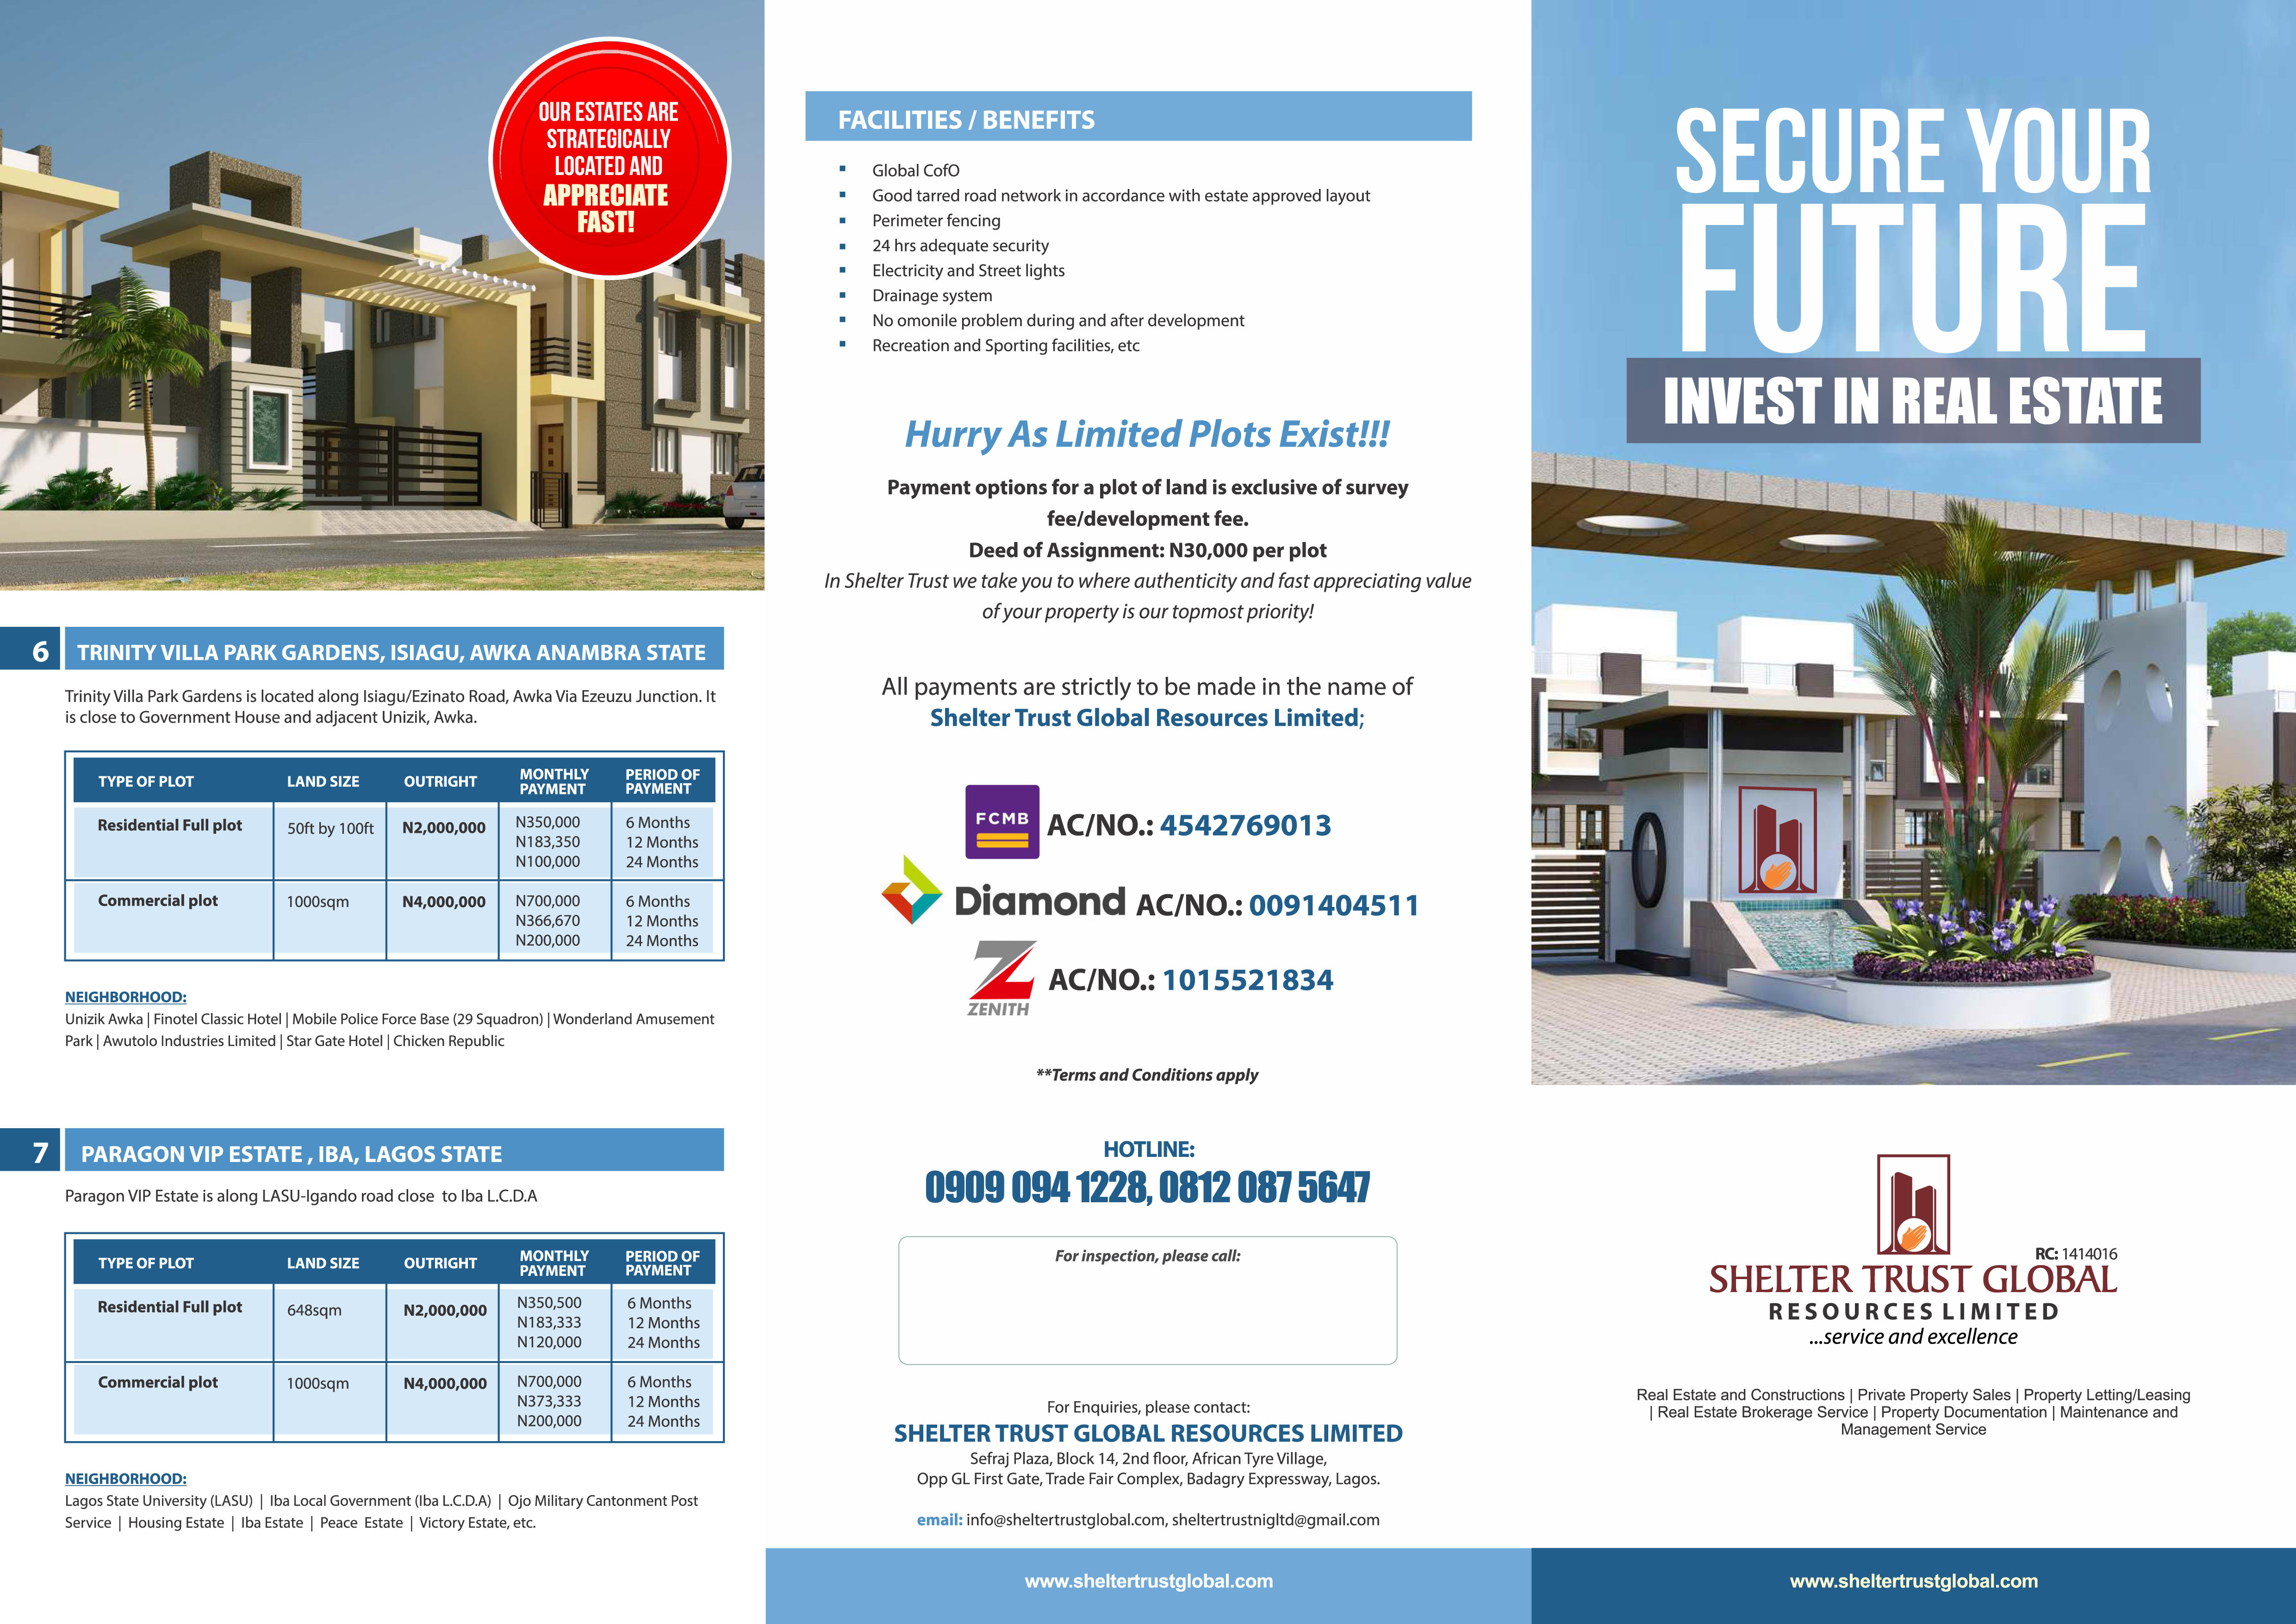 OUR ESTATES ARE
STRATEGICALLY
LOCATED AND
APPRECIATE
FAST!
6
TRINITY VILLA PARK GARDENS, ISIAGU, AWKA ANAMBRA STATE
Trinity Villa Park Gardens is located along Isiagu/Ezinato Road, Awka Via Ezeuzu Junction. It
is close to Government House and adjacent Unizik, Awka.
TYPE OF PLOT LAND SIZE OUTRIGHT MONTHLY PAYMENT PERIOD OF PAYMENT
Residential Full plot 50ft by 100ft N2,000,000 N350,000 6 Months
N183,350 12 Months
N100,000 24 Months
Commercial plot 1000sqm N4,000,000 N700,000 6 Months
N366,670 12 Months
N200,000 24 Months
NEIGHBORHOOD:
Unizik Awka | Finotel Classic Hotel | Mobile Police Force Base (29 Squadron) | Wonderland Amusement
Park | Awutolo Industries Limited | Star Gate Hotel | Chicken Republic
7
PARAGON VIP ESTATE , IBA, LAGOS STATE
Paragon VIP Estate is along LASU-Igando road close to Iba L.C.D.A
TYPE OF PLOT LAND SIZE OUTRIGHT MONTHLY PAYMENT PERIOD OF PAYMENT
Residential Full plot 648sqm N2,000,000 N350,500 6 Months
N183,333 12 Months
N120,000 24 Months
Commercial plot 1000sqm N4,000,000 N700,000 6 Months
N373,333 12 Months
N200,000 24 Months
NEIGHBORHOOD:
Lagos State University (LASU) | Iba Local Government (Iba L.C.D.A) | Ojo Military Cantonment Post
Service | Housing Estate | Iba Estate | Peace Estate | Victory Estate, etc.
FACILITIES / BENEFITS
▪ Global CofO
▪ Good tarred road network in accordance with estate approved layout
▪ Perimeter fencing
▪ 24 hrs adequate security
▪ Electricity and Street lights
▪ Drainage system
▪ No omonile problem during and after development
▪ Recreation and Sporting facilities, etc
Hurry As Limited Plots Exist!!!
Payment options for a plot of land is exclusive of survey
fee/development fee.
Deed of Assignment: N30,000 per plot
In Shelter Trust we take you to where authenticity and fast appreciating value
of your property is our topmost priority!
All payments are strictly to be made in the name of
Shelter Trust Global Resources Limited;
FCMB AC/NO.: 4542769013
Diamond AC/NO.: 0091404511
ZENITH AC/NO.: 1015521834
**Terms and Conditions apply
HOTLINE:
0909 094 1228, 0812 087 5647
For inspection, please call:
For Enquiries, please contact:
SHELTER TRUST GLOBAL RESOURCES LIMITED
Sefraj Plaza, Block 14, 2nd floor, African Tyre Village,
Opp GL First Gate, Trade Fair Complex, Badagry Expressway, Lagos.
email: info@sheltertrustglobal.com, sheltertrustnigltd@gmail.com
www.sheltertrustglobal.com
SECURE YOUR
FUTURE
INVEST IN REAL ESTATE
RC: 1414016
SHELTER TRUST GLOBAL
RESOURCES LIMITED
...service and excellence
Real Estate and Constructions | Private Property Sales | Property Letting/Leasing
| Real Estate Brokerage Service | Property Documentation | Maintenance and
Management Service
www.sheltertrustglobal.com